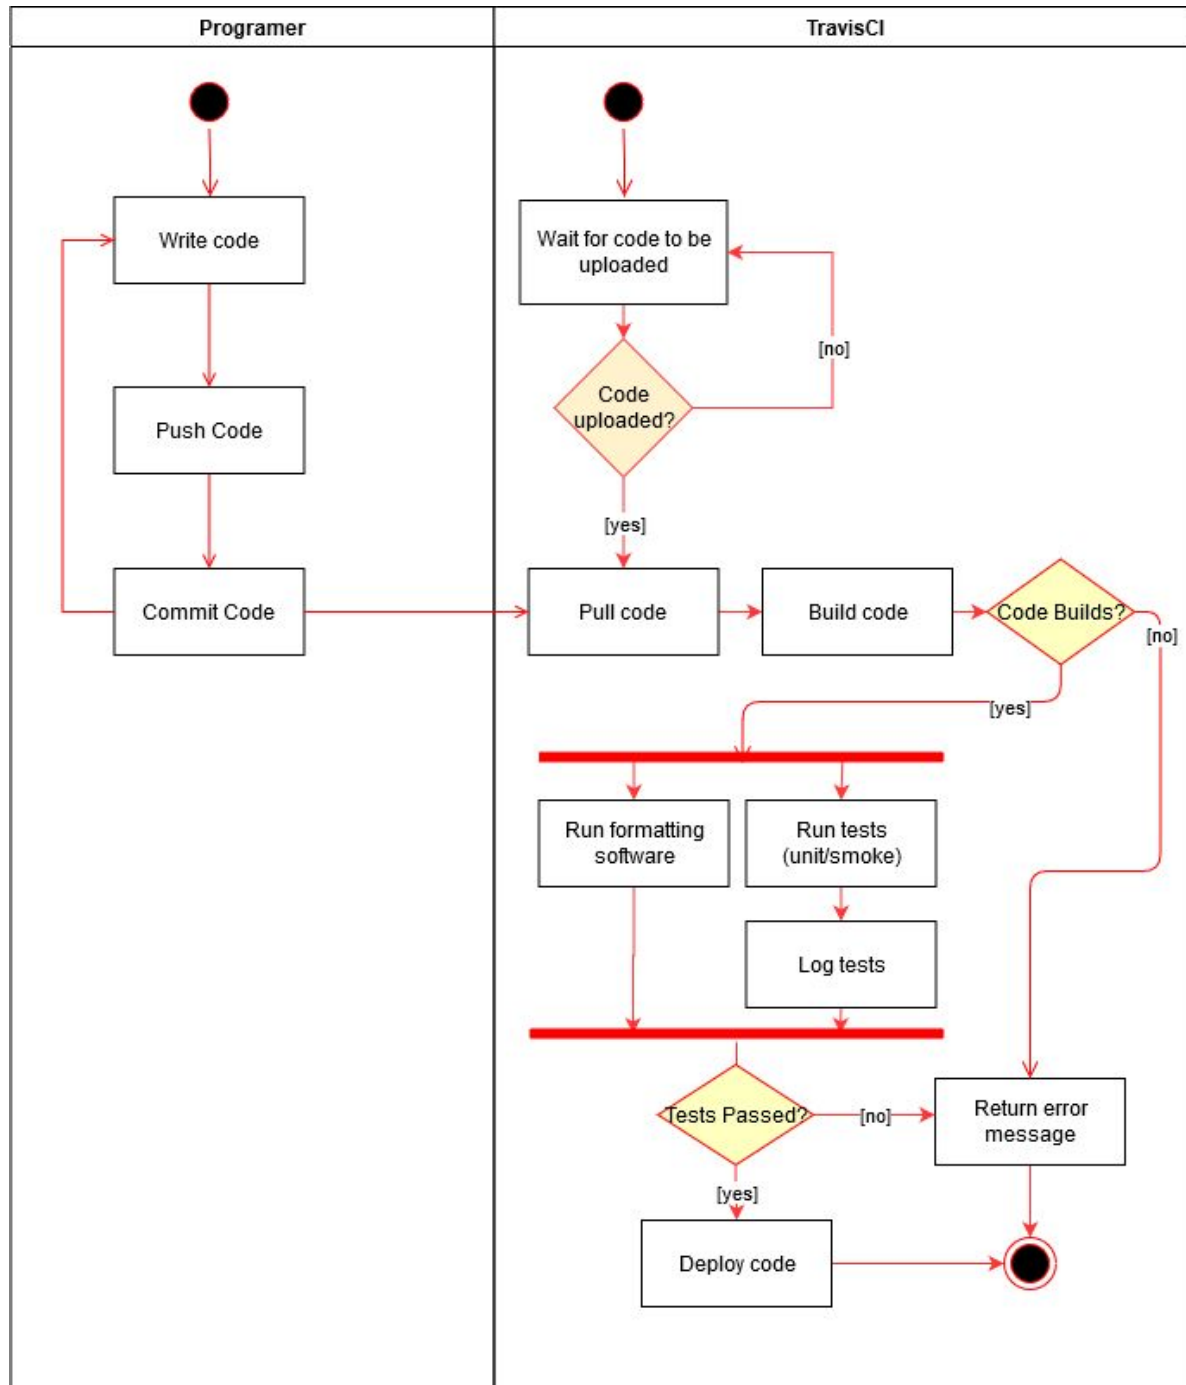 Programer
TravisCI
Write code
Push Code
Commit Code
Wait for code to be
uploaded
[no]
Code
uploaded?
[yes]
Pull code
Build code
Code Builds?
[no]
[yes]
Run formatting
software
Run tests
(unit/smoke)
Log tests
Tests Passed?
[no]
Return error
message
[yes]
Deploy code